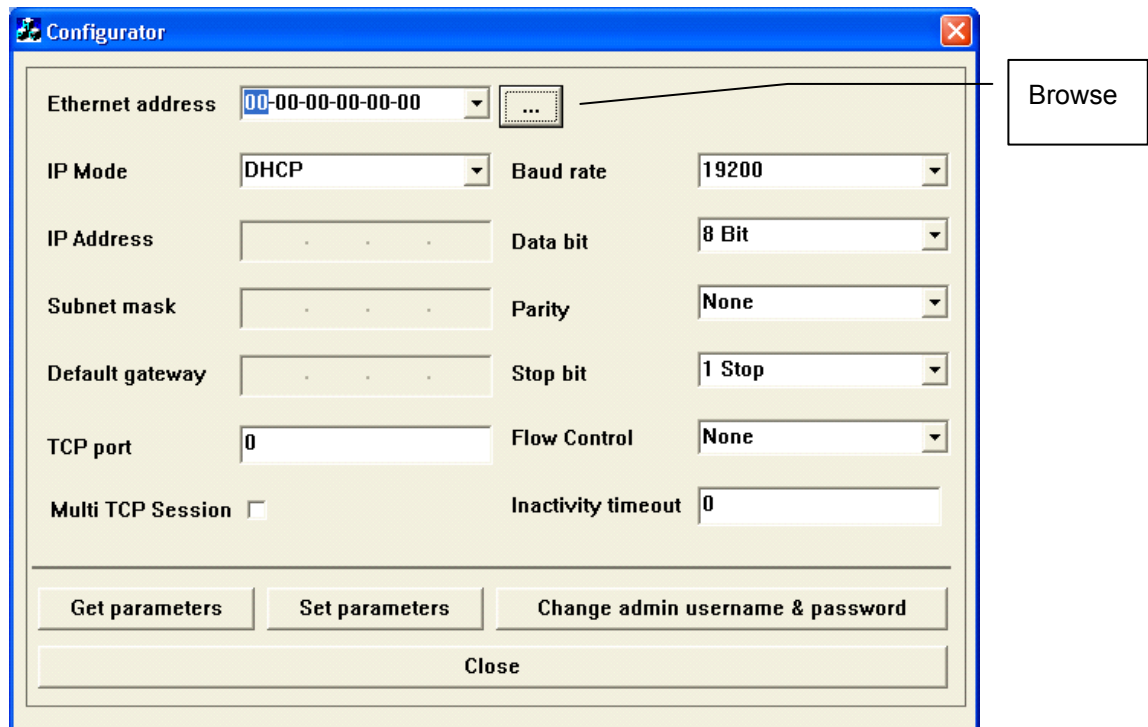 Configurator
Ethernet address 00-00-00-00-00-00 ... Browse
IP Mode DHCP Baud rate 19200
IP Address . . . Data bit 8 Bit
Subnet mask . . . Parity None
Default gateway . . . Stop bit 1 Stop
TCP port 0 Flow Control None
Multi TCP Session Inactivity timeout 0
Get parameters Set parameters Change admin username & password
Close